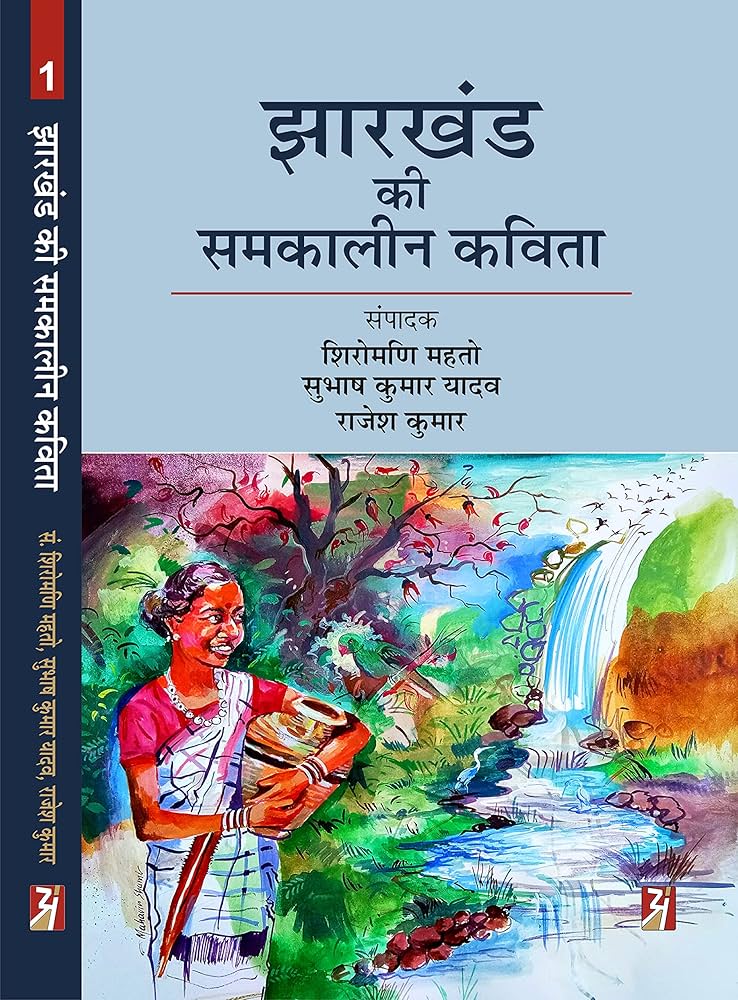 1
झारखंड की समकालीन कविता
सं. शिरोमणि महतो, सुभाष कुमार यादव, राजेश कुमार
अं
झारखंड
की
समकालीन कविता
संपादक
शिरोमणि महतो
सुभाष कुमार यादव
राजेश कुमार
अं